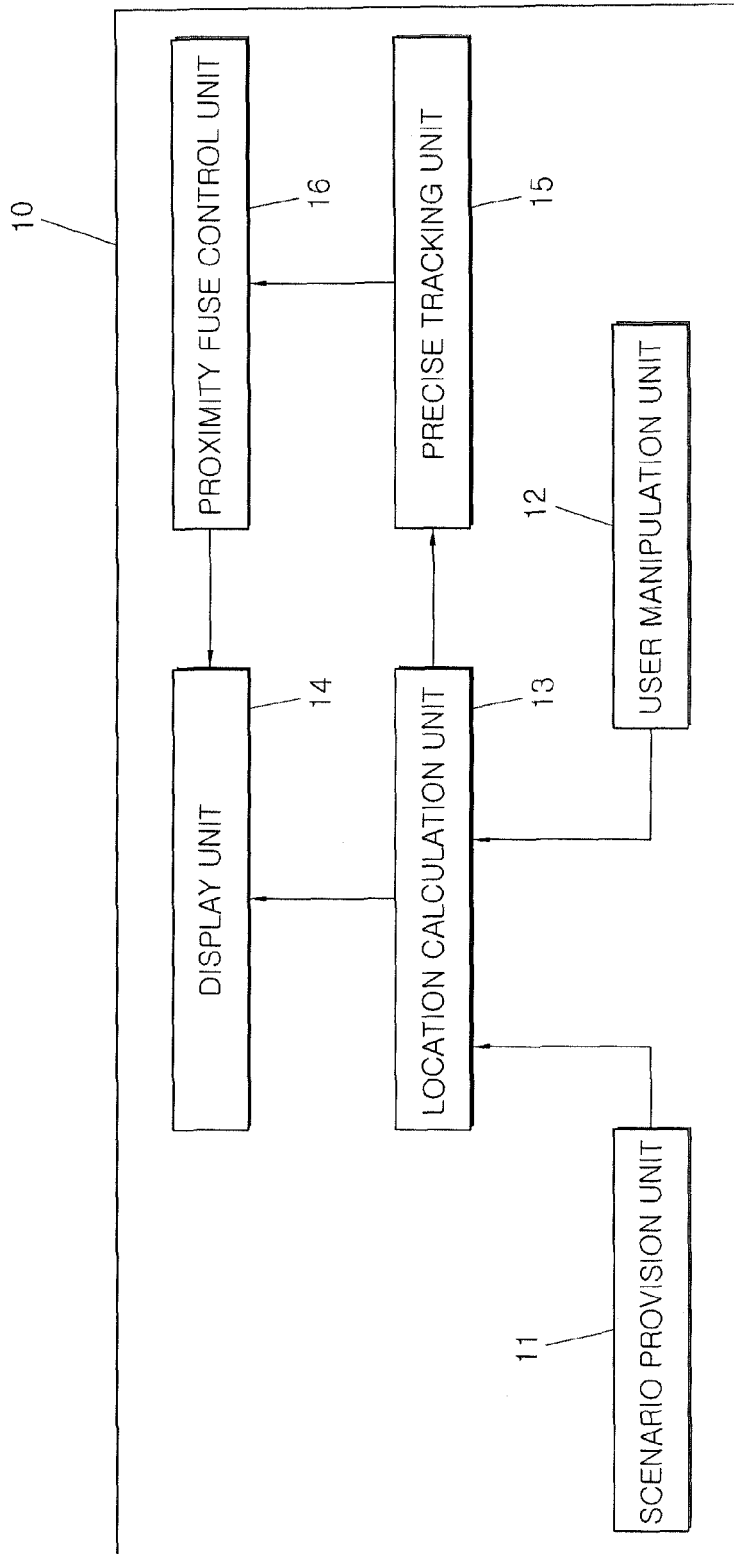 10
DISPLAY UNIT
14
PROXIMITY FUSE CONTROL UNIT
16
LOCATION CALCULATION UNIT
13
PRECISE TRACKING UNIT
15
11
SCENARIO PROVISION UNIT
12
USER MANIPULATION UNIT